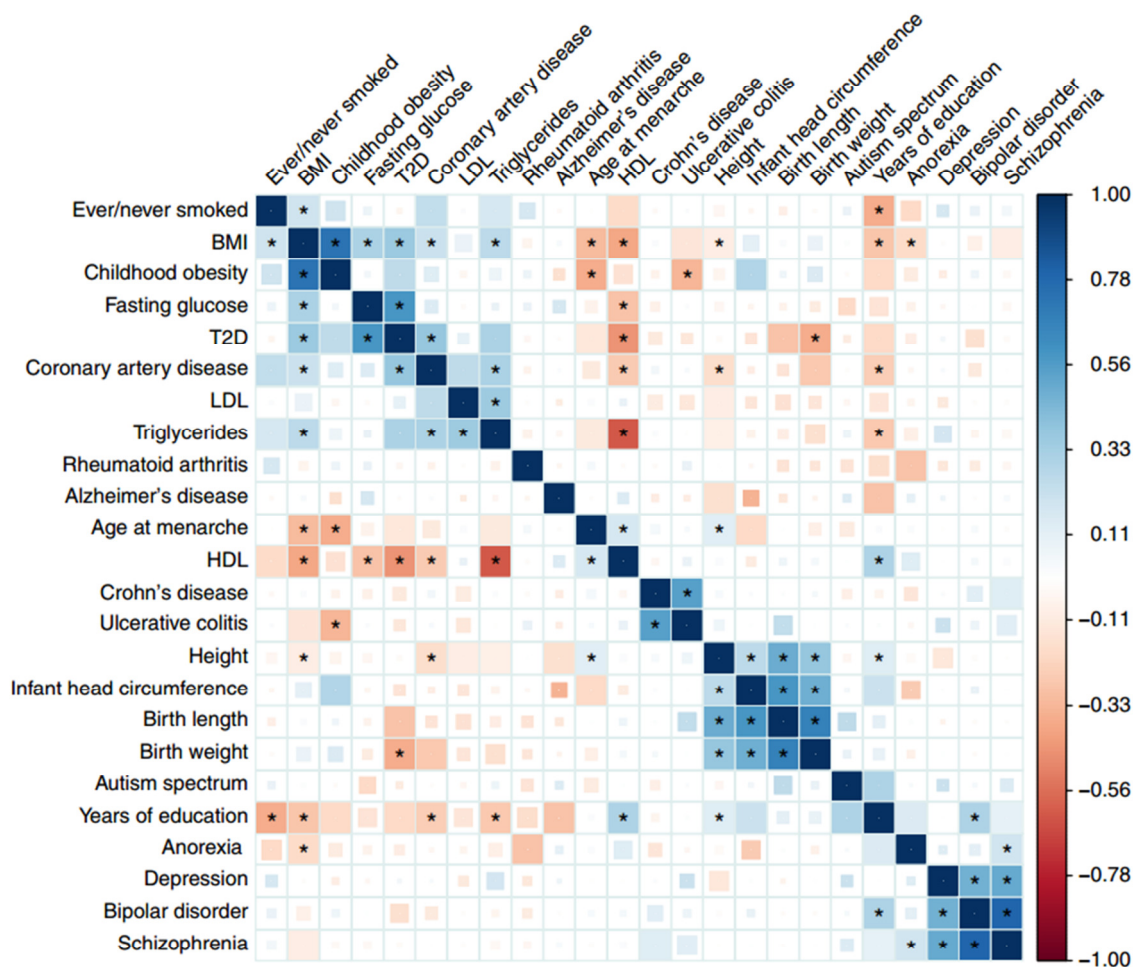 Ever/never smoked
BMI
Childhood obesity
Fasting glucose
T2D
Coronary artery disease
LDL
Triglycerides
Rheumatoid arthritis
Alzheimer's disease
Age at menarche
HDL
Crohn's disease
Ulcerative colitis
Height
Infant head circumference
Birth length
Birth weight
Autism spectrum
Years of education
Anorexia
Depression
Bipolar disorder
Schizophrenia
Ever/never smoked * *
BMI * * * * * * * * * * * *
Childhood obesity * * *
Fasting glucose * * *
T2D * * * * *
Coronary artery disease * * * * * *
LDL *
Triglycerides * * * * *
Rheumatoid arthritis
Alzheimer's disease
Age at menarche * * * *
HDL * * * * * * *
Crohn's disease *
Ulcerative colitis * *
Height * * * * * * *
Infant head circumference * * *
Birth length * * *
Birth weight * * * *
Autism spectrum
Years of education * * * * * * *
Anorexia * *
Depression * *
Bipolar disorder * * *
Schizophrenia * * *
1.00
0.78
0.56
0.33
0.11
−0.11
−0.33
−0.56
−0.78
−1.00